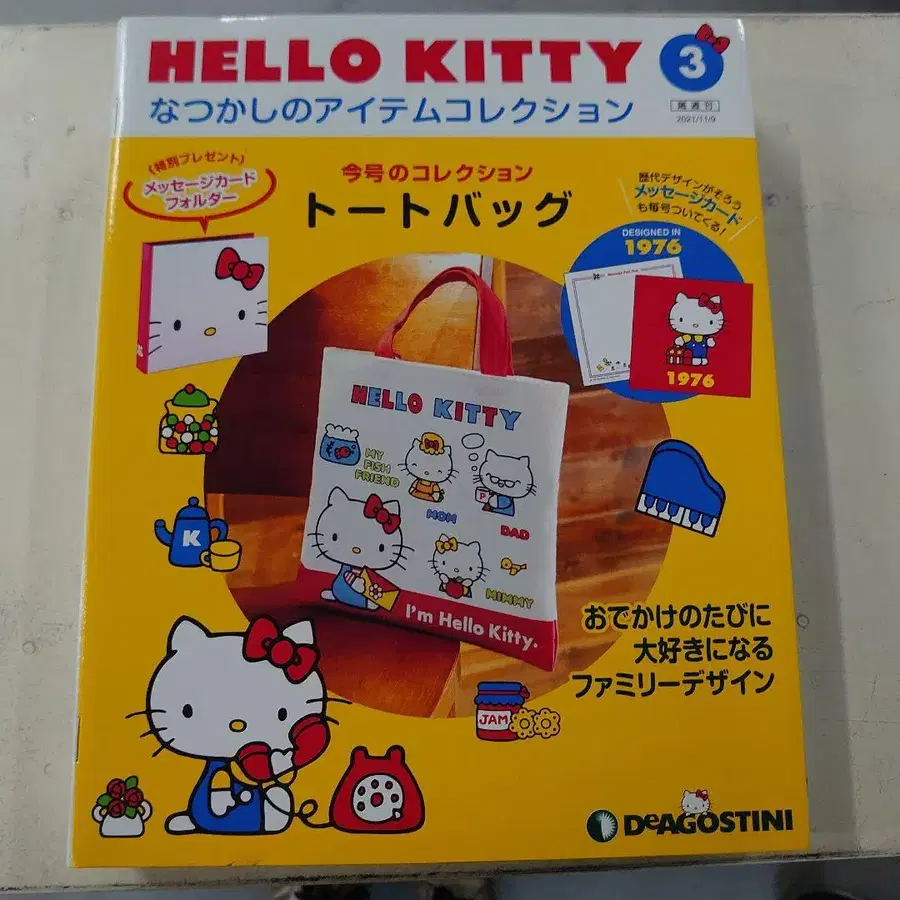 HELLO KITTY
3
なつかしのアイテムコレクション
隔週刊
2021/11/9
《特別プレゼント》
メッセージカード
フォルダー
今号のコレクション
トートバッグ
歴代デザインがそろう
メッセージカード
も毎号ついてくる!
DESIGNED IN
1976
1976
HELLO KITTY
MY
FISH
FRIEND
MOM
P
DAD
MIMMY
I'm Hello Kitty.
K
おでかけのたびに
大好きになる
ファミリーデザイン
JAM
DeAGOSTINI